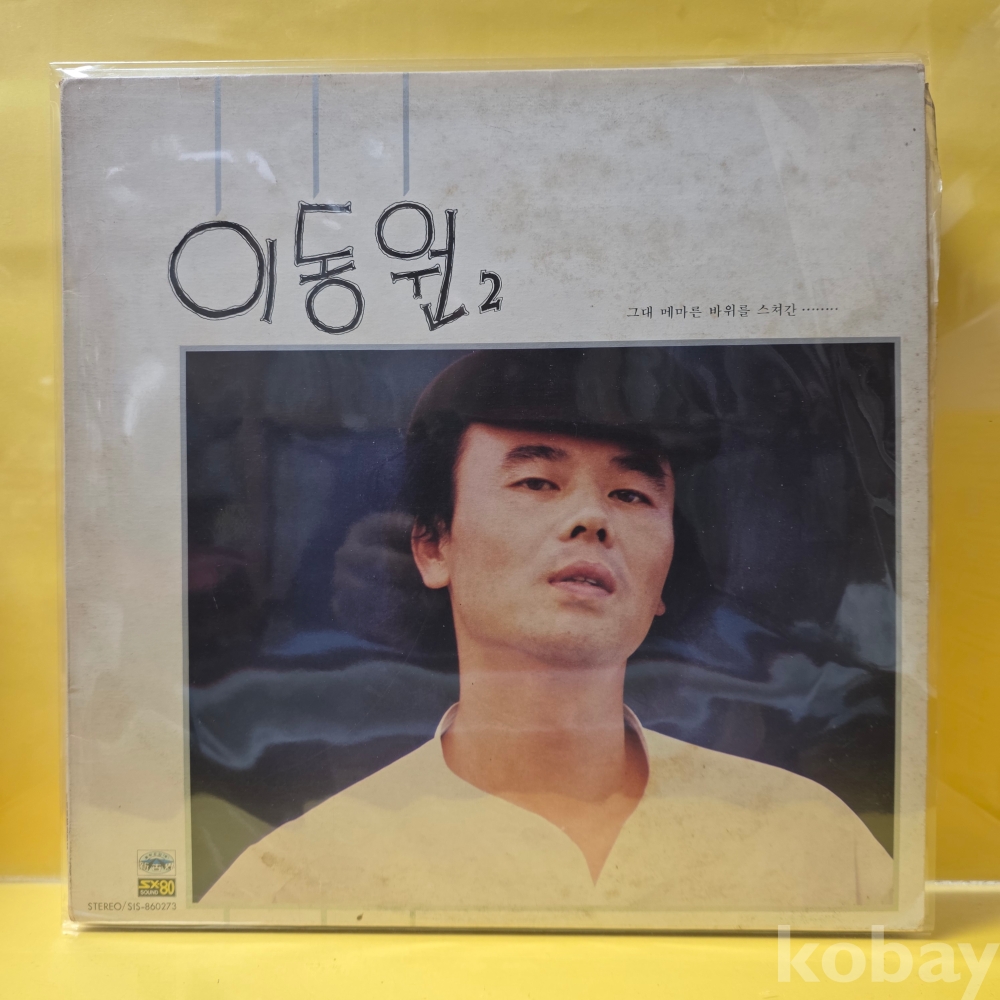 이동원 2
그대 메마른 바위를 스쳐간 ········
SX-80
SOUND
STEREO/SIS-860273
kobay